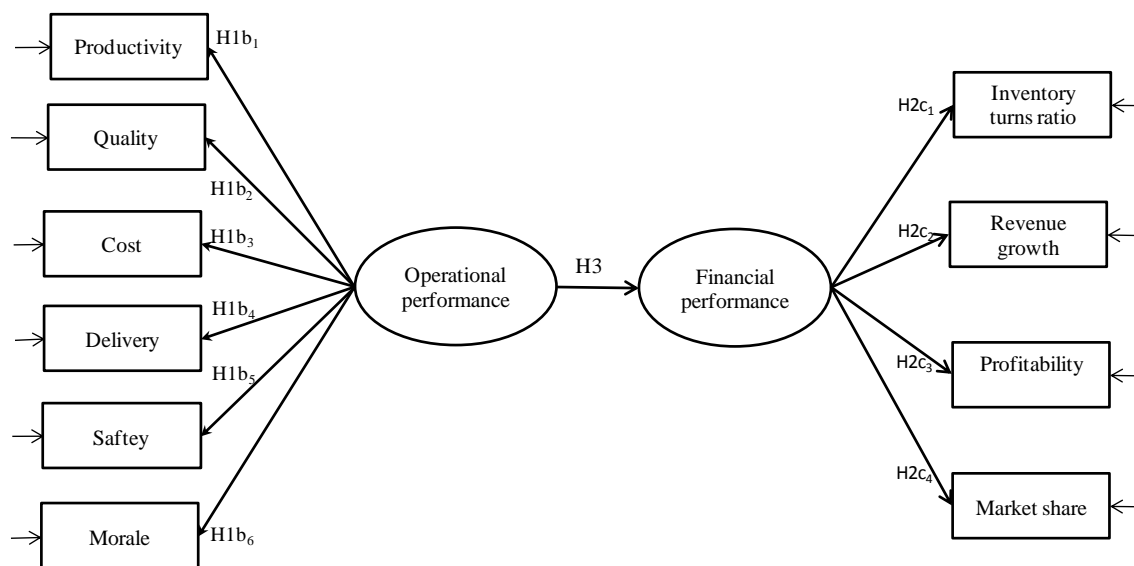 Productivity
H1b₁
Quality
H1b₂
Cost
H1b₃
Delivery
H1b₄
H1b₅
Saftey
Morale
H1b₆
Operational
performance
H3
Financial
performance
H2c₁
Inventory
turns ratio
H2c₂
Revenue
growth
H2c₃
Profitability
H2c₄
Market share